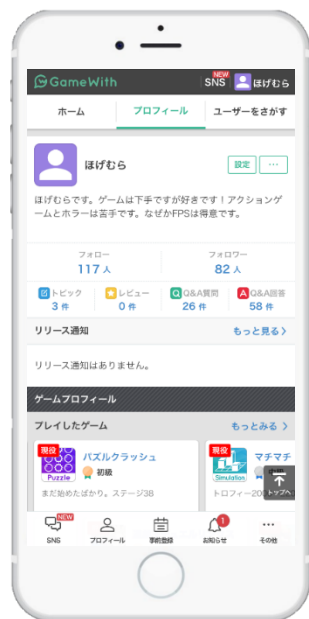 GameWith
NEW
SNS
ほげむら
ホーム
プロフィール
ユーザーをさがす
ほげむら
設定
…
ほげむらです。ゲームは下手ですが好きです！アクションゲ
ームとホラーは苦手です。なぜかFPSは得意です。
フォロー
フォロワー
117 人
82 人
トピック
レビュー
Q Q&A質問
A Q&A回答
3 件
0 件
26 件
58 件
リリース通知
もっと見る
リリース通知はありません。
ゲームプロフィール
プレイしたゲーム
もっとみる
現役
Puzzle
パズルクラッシュ
初級
まだ始めたばかり。ステージ38
現役
Simulation
マチマチ
トロフィー200
トップへ
NEW
SNS
プロフィール
事前登録
1
お知らせ
その他